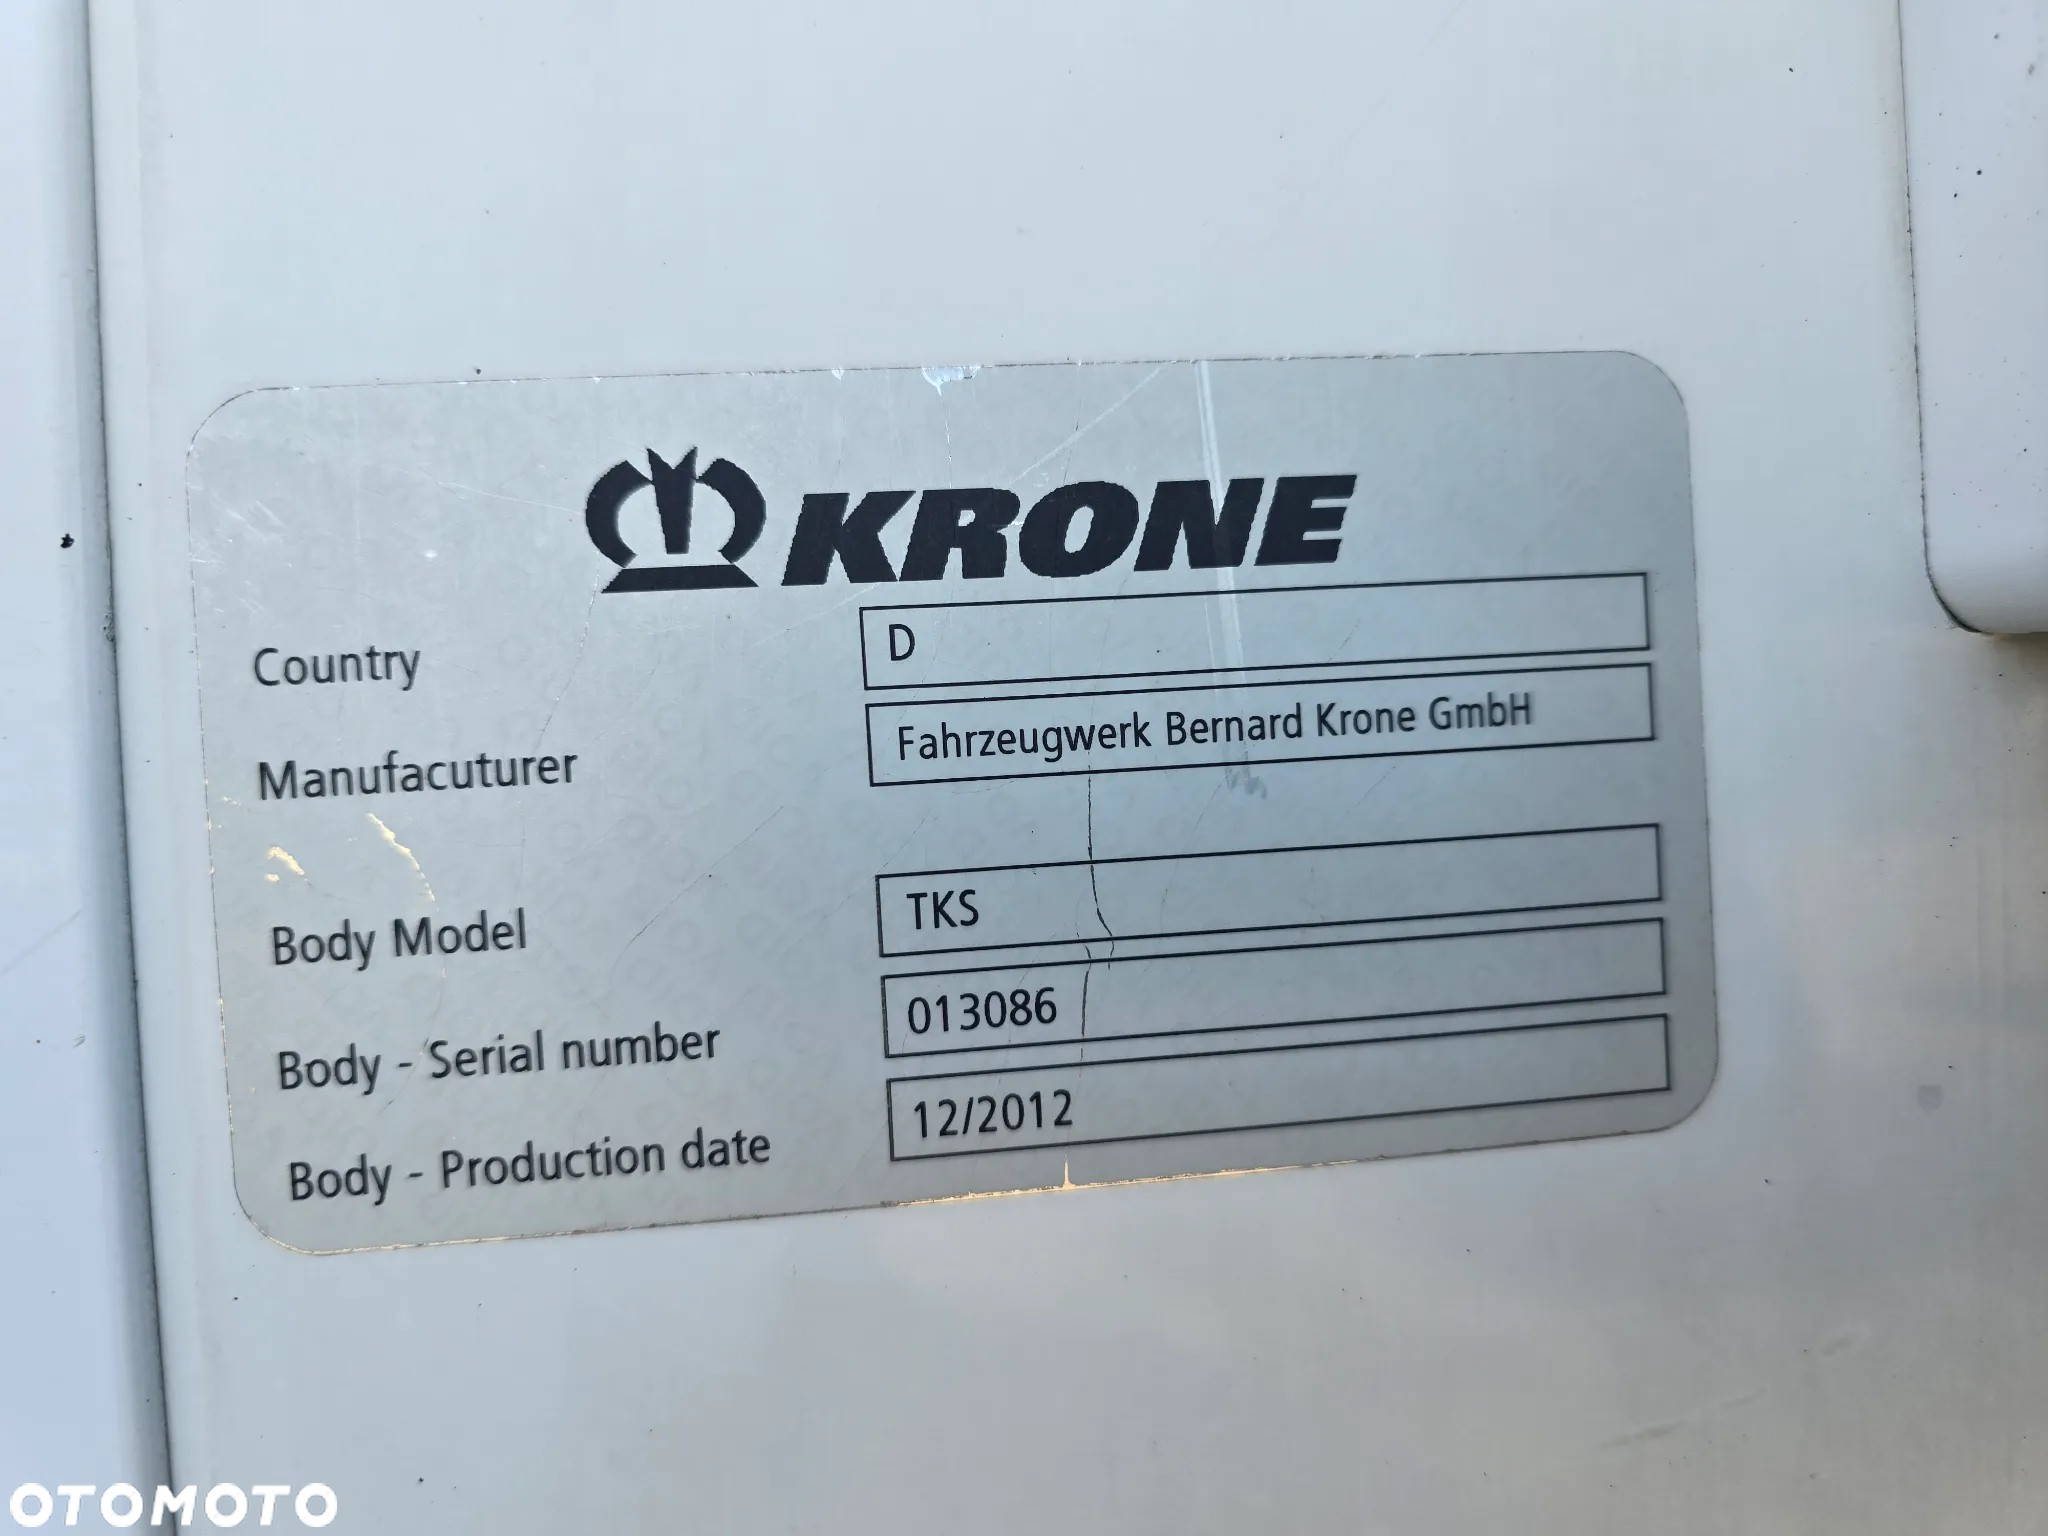 KRONE
Country D
Manufacuturer Fahrzeugwerk Bernard Krone GmbH
Body Model TKS
Body - Serial number 013086
Body - Production date 12/2012
OTOMOTO